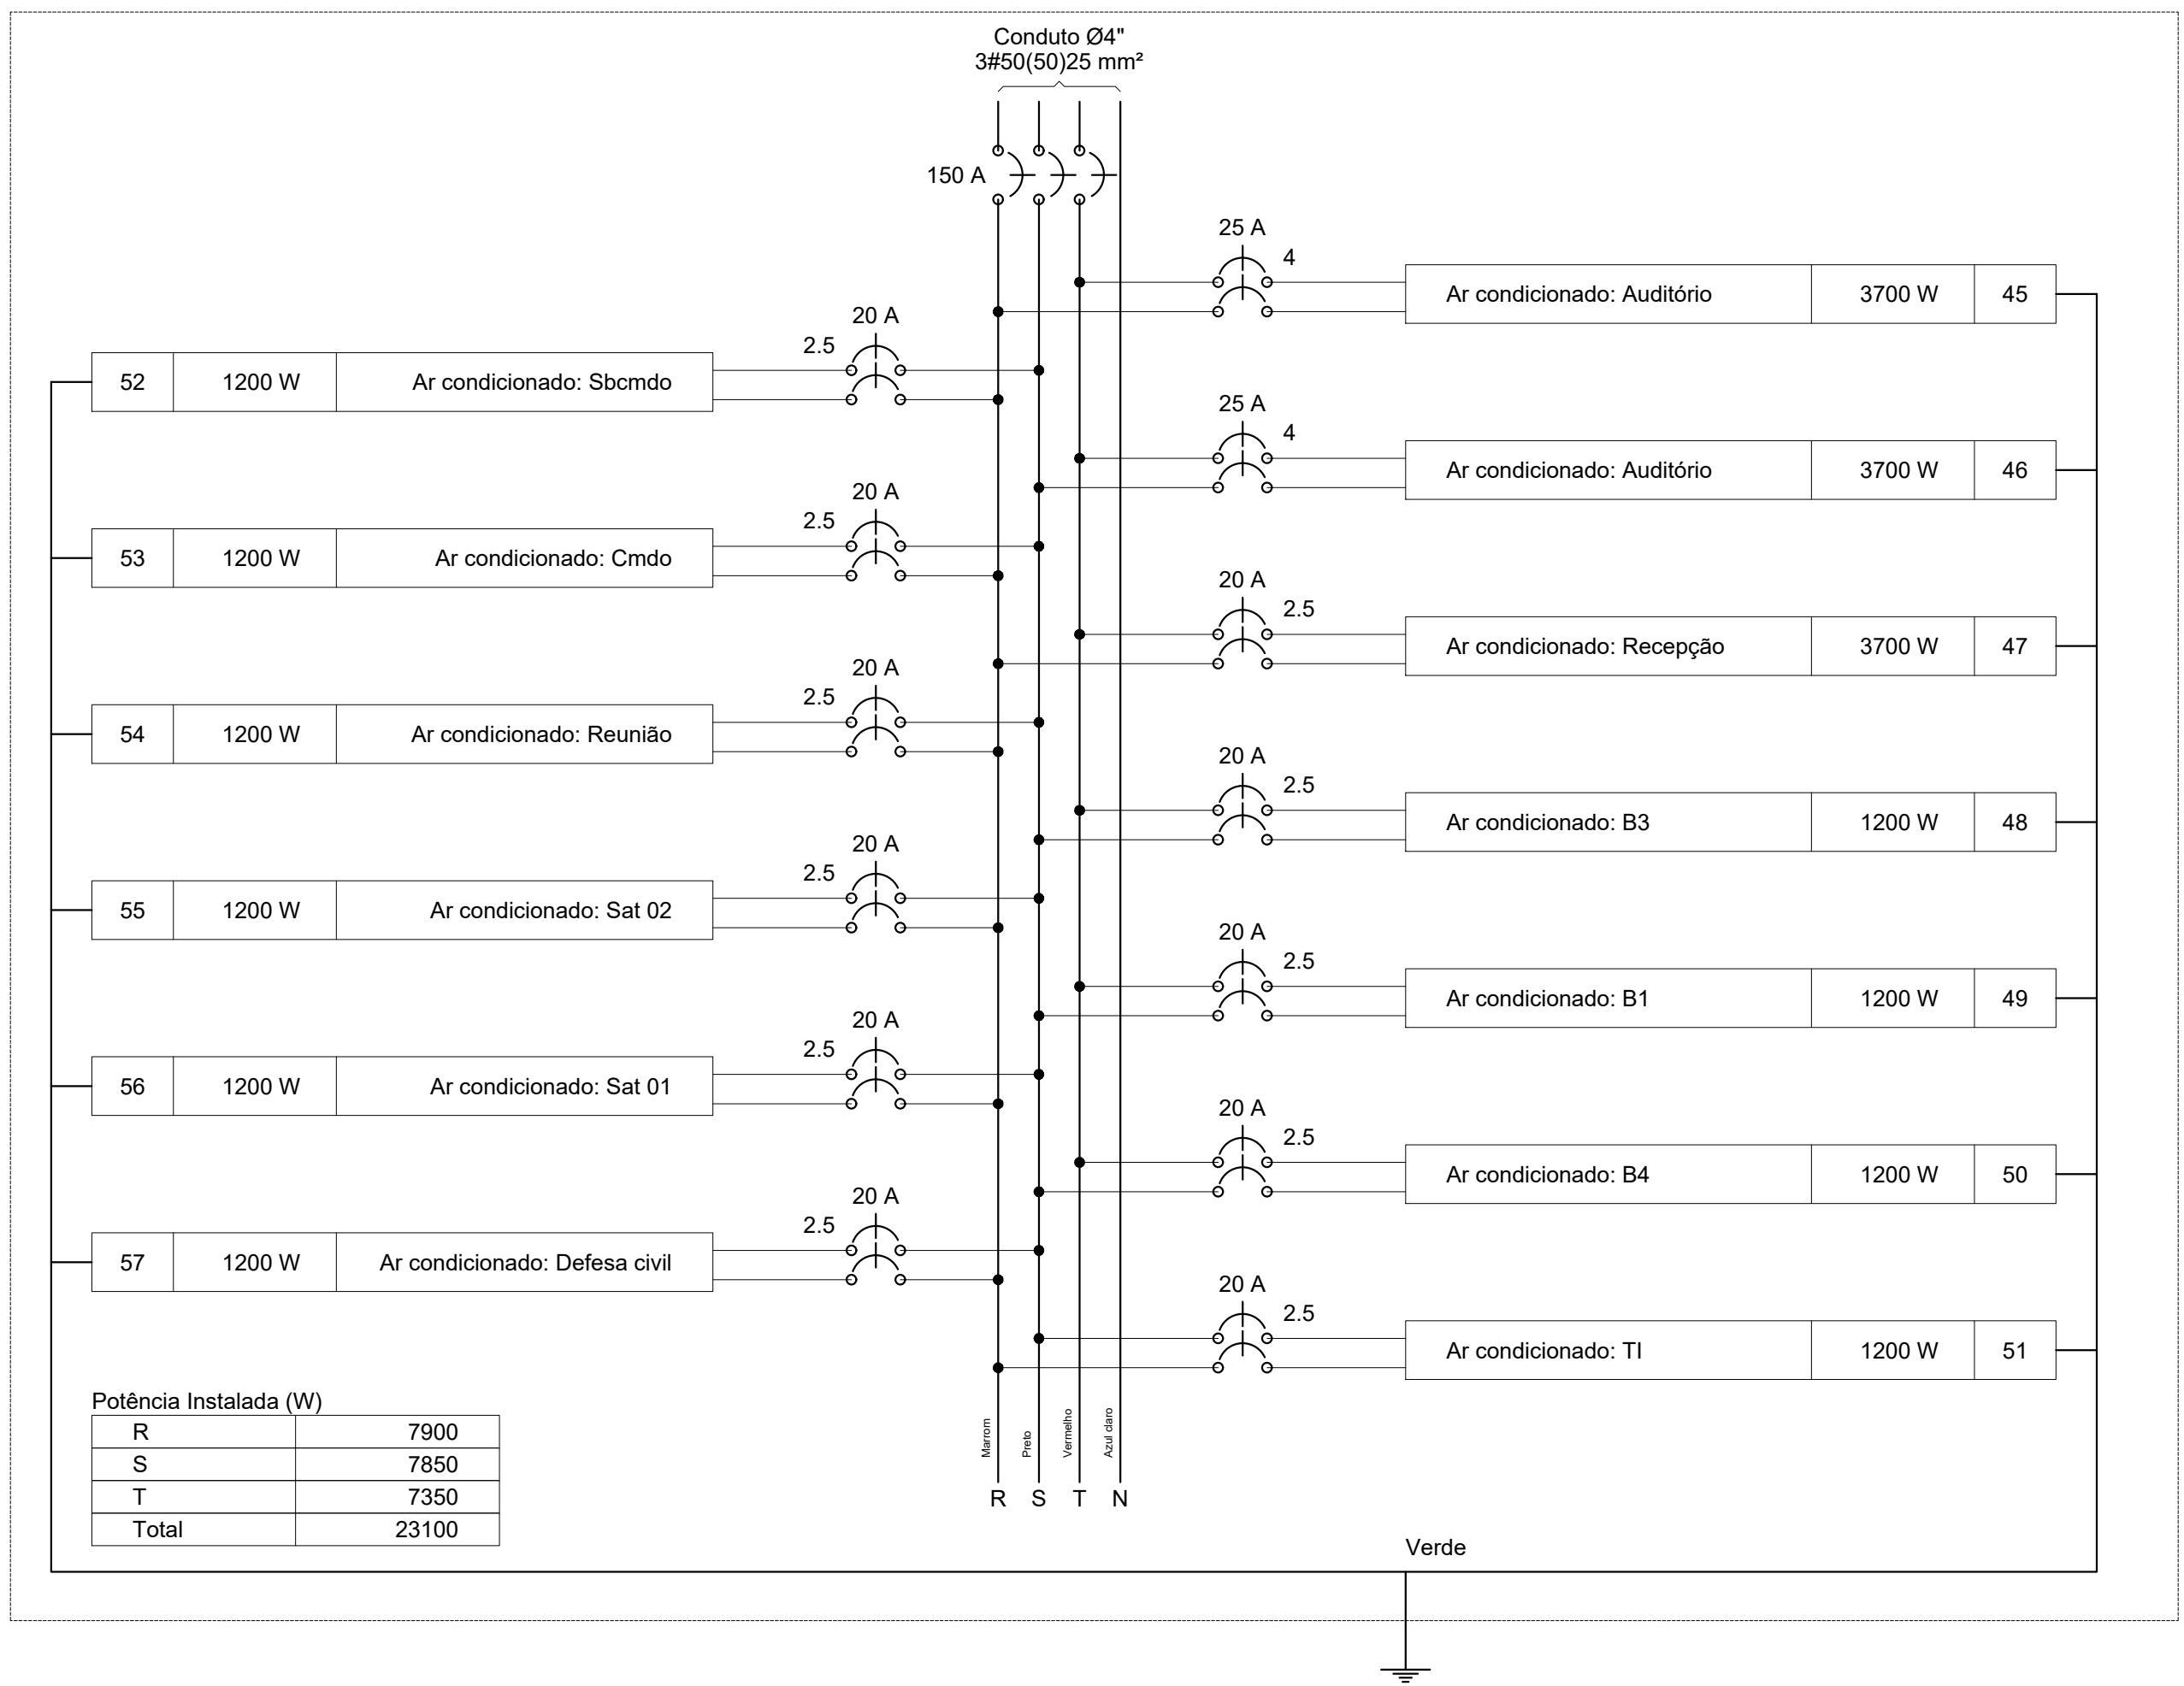 Conduto Ø4"
3#50(50)25 mm²
150 A
25 A
4
Ar condicionado: Auditório 3700 W 45
20 A
2.5
52 1200 W Ar condicionado: Sbcmdo
25 A
4
Ar condicionado: Auditório 3700 W 46
20 A
2.5
53 1200 W Ar condicionado: Cmdo
20 A
2.5
Ar condicionado: Recepção 3700 W 47
20 A
2.5
54 1200 W Ar condicionado: Reunião
20 A
2.5
Ar condicionado: B3 1200 W 48
20 A
2.5
55 1200 W Ar condicionado: Sat 02
20 A
2.5
Ar condicionado: B1 1200 W 49
20 A
2.5
56 1200 W Ar condicionado: Sat 01
20 A
2.5
Ar condicionado: B4 1200 W 50
20 A
2.5
57 1200 W Ar condicionado: Defesa civil
20 A
2.5
Ar condicionado: TI 1200 W 51
Potência Instalada (W)
R 7900
S 7850
T 7350
Total 23100
Marrom
Preto
Vermelho
Azul claro
R S T N
Verde